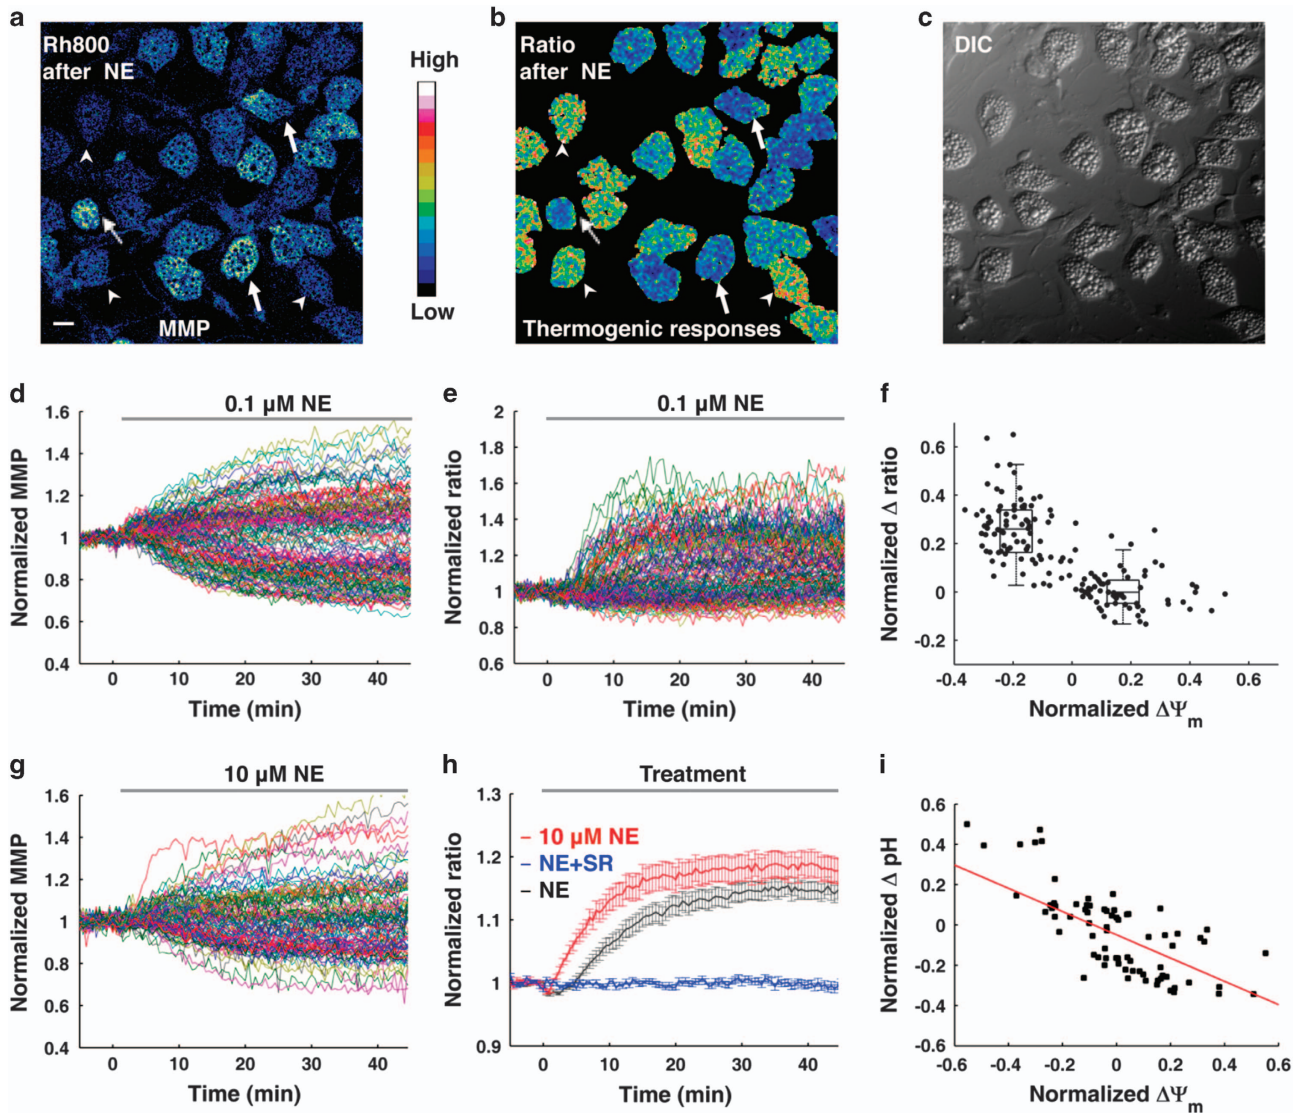 a
Rh800
after NE
High
Low
MMP
b
Ratio
after NE
Thermogenic responses
c
DIC
d
0.1 µM NE
Normalized MMP
1.6
1.4
1.2
1
0.8
0.6
0.4
0 10 20 30 40
Time (min)
e
0.1 µM NE
Normalized ratio
2
1.8
1.6
1.4
1.2
1
0.8
0.6
0 10 20 30 40
Time (min)
f
Normalized Δ ratio
0.6
0.4
0.2
0
-0.2
-0.4 -0.2 0 0.2 0.4 0.6
Normalized ΔΨm
g
10 µM NE
Normalized MMP
1.6
1.4
1.2
1
0.8
0.6
0.4
0 10 20 30 40
Time (min)
h
Treatment
Normalized ratio
1.3
1.2
1.1
1.0
0.9
10 µM NE
NE+SR
NE
0 10 20 30 40
Time (min)
i
Normalized Δ pH
0.6
0.4
0.2
0
-0.2
-0.4
-0.6
-0.6 -0.4 -0.2 0 0.2 0.4 0.6
Normalized ΔΨm